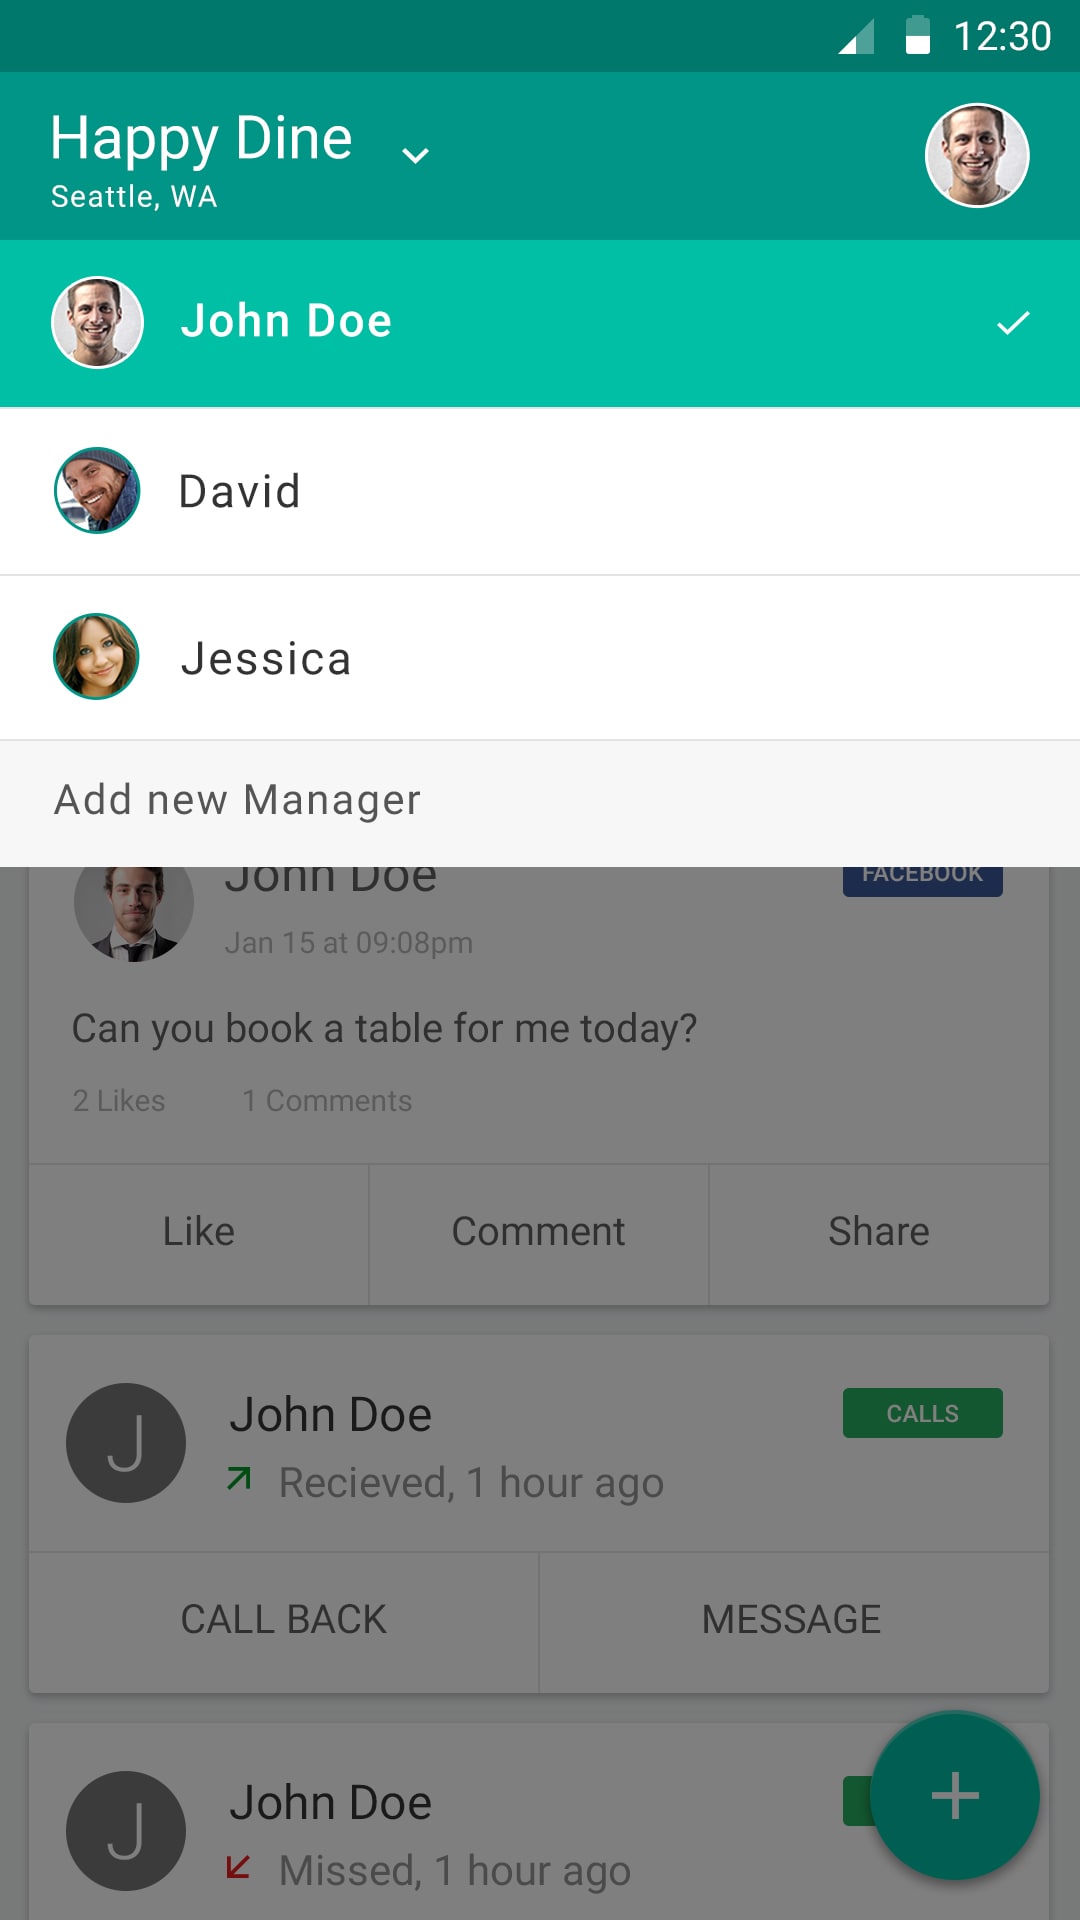 12:30
Happy Dine
Seattle, WA
John Doe
David
Jessica
Add new Manager
John Doe
FACEBOOK
Jan 15 at 09:08pm
Can you book a table for me today?
2 Likes 1 Comments
Like Comment Share
J
John Doe
CALLS
Recieved, 1 hour ago
CALL BACK MESSAGE
J
John Doe
Missed, 1 hour ago